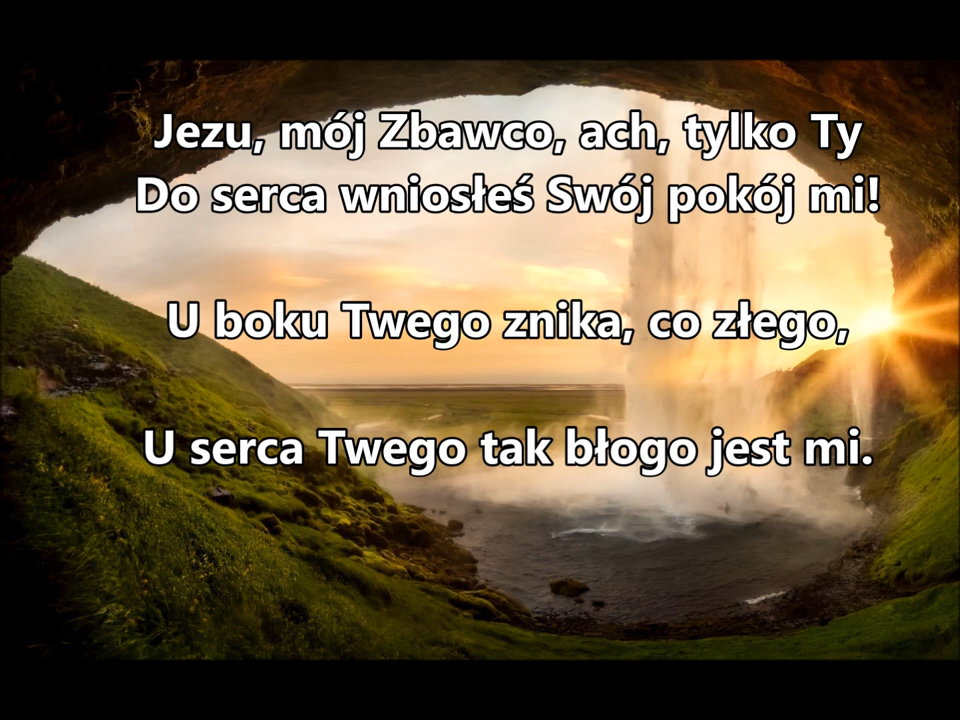 Jezu, mój Zbawco, ach, tylko Ty
Do serca wniosłeś Swój pokój mi!
U boku Twego znika, co złego,
U serca Twego tak błogo jest mi.